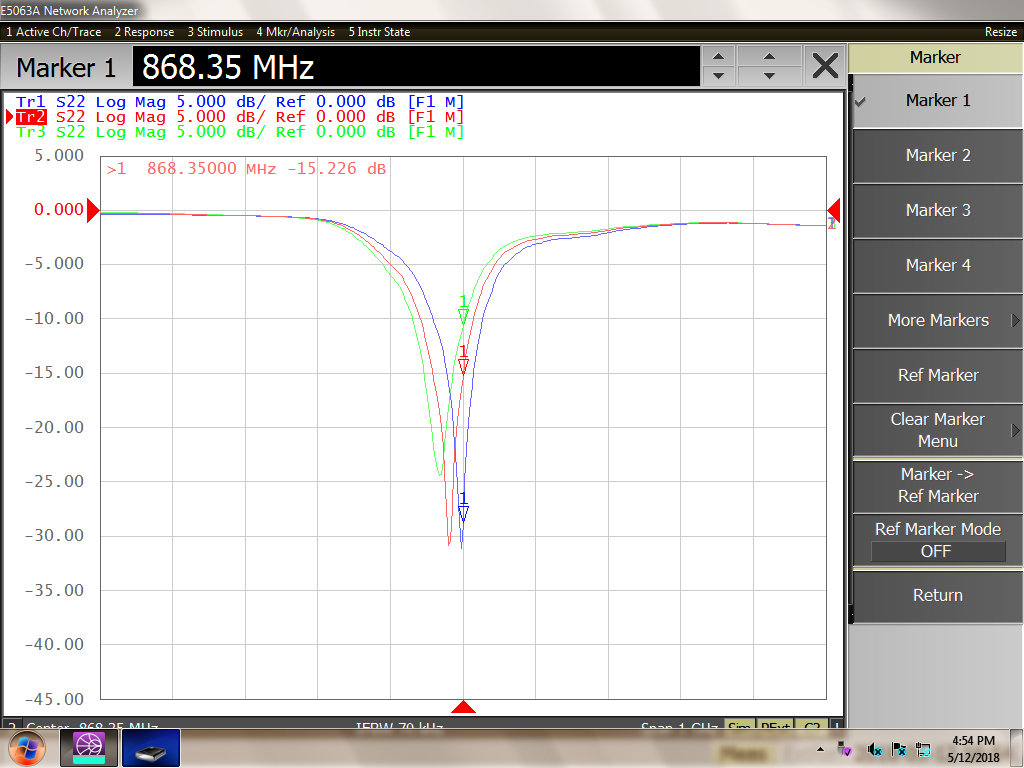 E5063A Network Analyzer
1 Active Ch/Trace 2 Response 3 Stimulus 4 Mkr/Analysis 5 Instr State Resize
Marker 1 868.35 MHz
Tr1 S22 Log Mag 5.000 dB/ Ref 0.000 dB [F1 M]
Tr2 S22 Log Mag 5.000 dB/ Ref 0.000 dB [F1 M]
Tr3 S22 Log Mag 5.000 dB/ Ref 0.000 dB [F1 M]
>1 868.35000 MHz -15.226 dB
5.000
0.000
-5.000
-10.00
-15.00
-20.00
-25.00
-30.00
-35.00
-40.00
-45.00
1
1
1
1
2 Center 868.35 MHz IFBW 70 kHz Span 1 GHz Sim PExt C2 !
Marker
Marker 1
Marker 2
Marker 3
Marker 4
More Markers
Ref Marker
Clear Marker
Menu
Marker ->
Ref Marker
Ref Marker Mode
OFF
Return
4:54 PM
5/12/2018